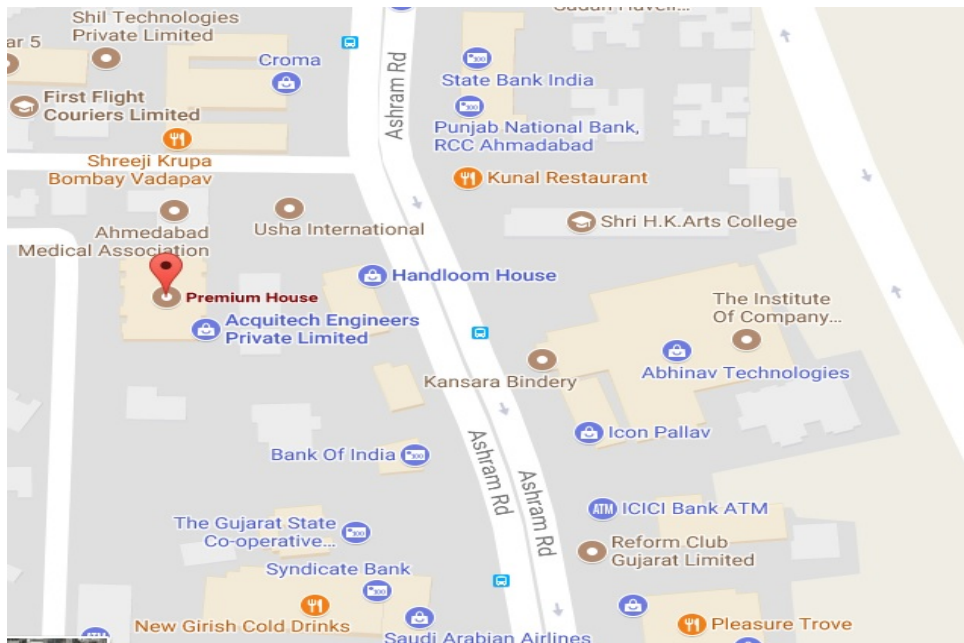 Shil Technologies
Private Limited
ar 5
Croma
State Bank India
First Flight
Couriers Limited
Ashram Rd
Punjab National Bank,
RCC Ahmadabad
Shreeji Krupa
Bombay Vadapav
Kunal Restaurant
Ahmedabad
Medical Association
Usha International
Shri H.K.Arts College
Handloom House
Premium House
The Institute
Of Company...
Acquitech Engineers
Private Limited
Kansara Bindery
Abhinav Technologies
Icon Pallav
Bank Of India
Ashram Rd
Ashram Rd
ATM ICICI Bank ATM
The Gujarat State
Co-operative...
Reform Club
Gujarat Limited
Syndicate Bank
New Girish Cold Drinks
Pleasure Trove
Saudi Arabian Airlines